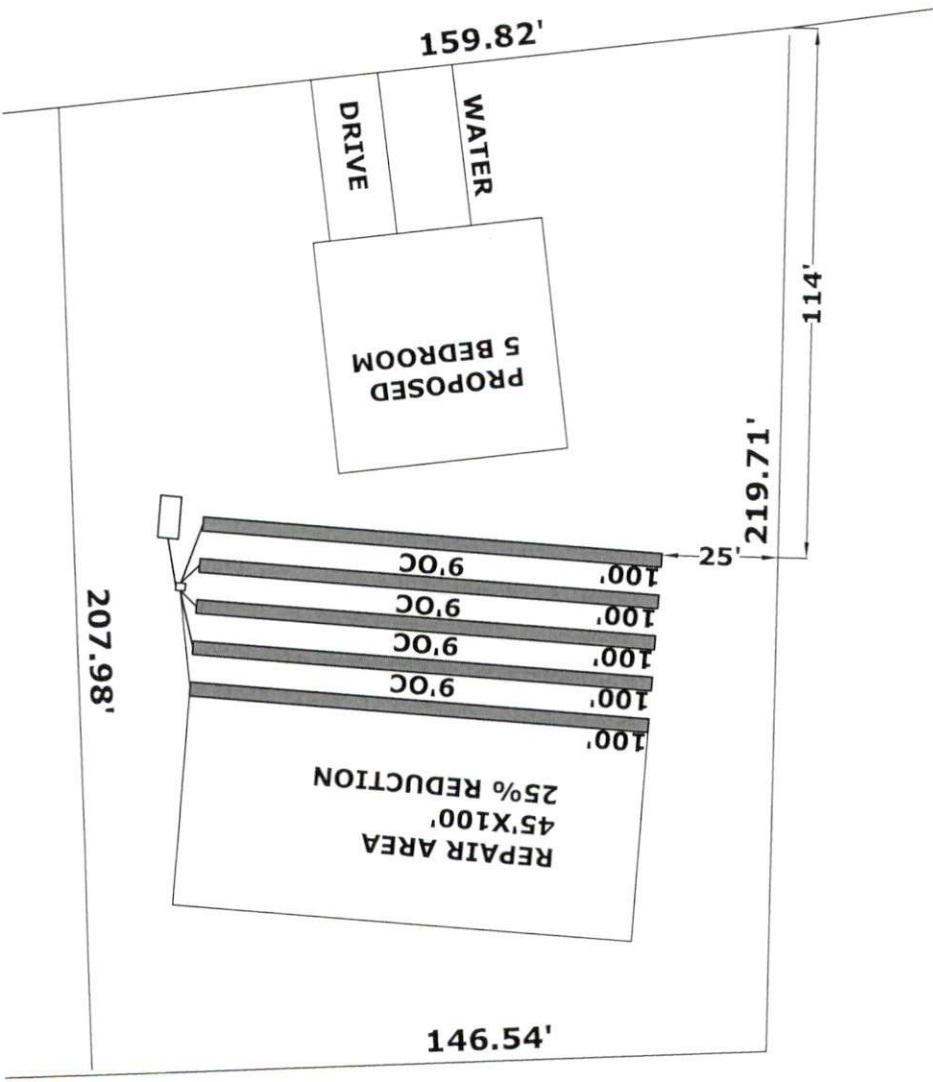 159.82'
DRIVE
WATER
114'
PROPOSED
5 BEDROOM
219.71'
25'
9'OC
100'
9'OC
100'
9'OC
100'
9'OC
100'
100'
207.98'
REPAIR AREA
45'X100'
25% REDUCTION
146.54'